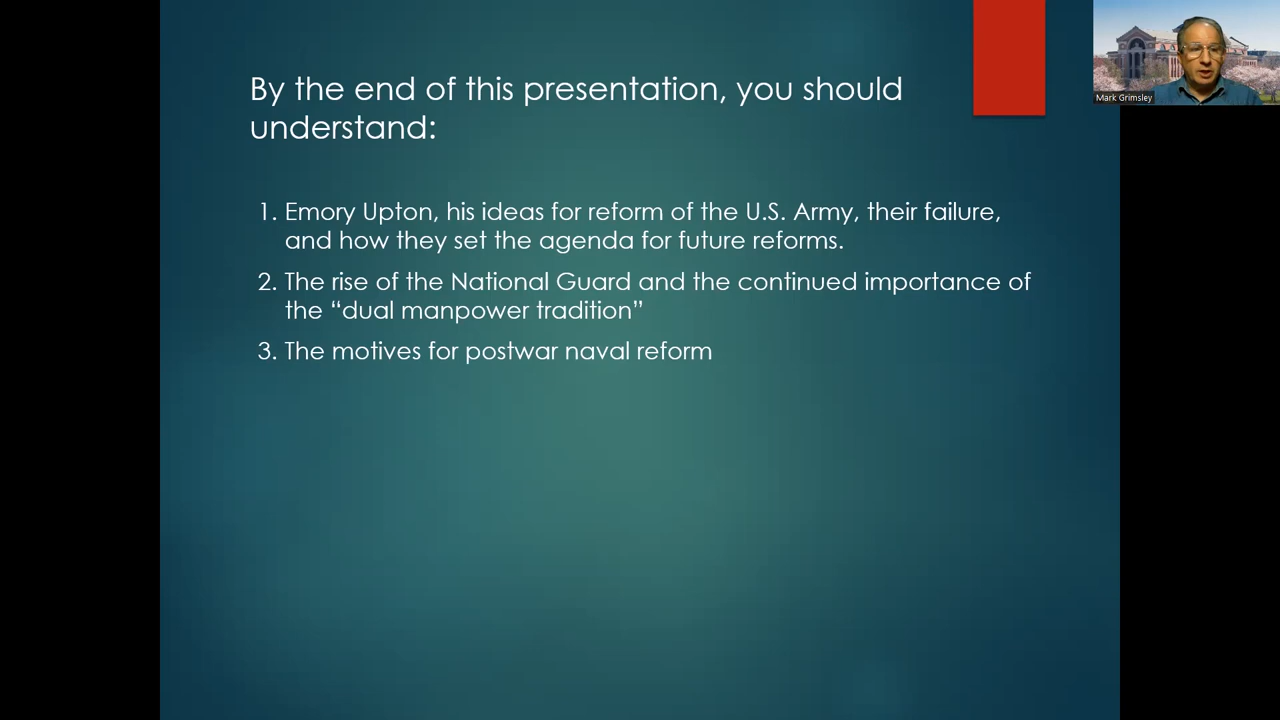 By the end of this presentation, you should
understand:
1. Emory Upton, his ideas for reform of the U.S. Army, their failure,
and how they set the agenda for future reforms.
2. The rise of the National Guard and the continued importance of
the “dual manpower tradition”
3. The motives for postwar naval reform
Mark Grimsley